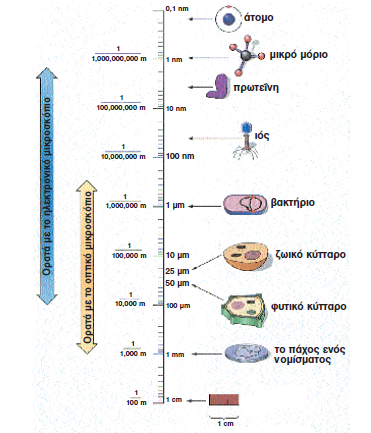 0,1 nm
άτομο
1
1,000,000,000 m
1 nm
μικρό μόριο
πρωτεΐνη
1
100,000,000 m
10 nm
ιός
1
10,000,000 m
100 nm
1
1,000,000 m
1 μm
βακτήριο
1
100,000 m
10 μm
ζωικό κύτταρο
25 μm
50 μm
1
10,000 m
100 μm
φυτικό κύτταρο
1
1,000 m
1 mm
το πάχος ενός
νομίσματος
1
100 m
1 cm
1 cm
Ορατά με το ηλεκτρονικό μικροσκόπιο
Ορατά με το οπτικό μικροσκόπιο